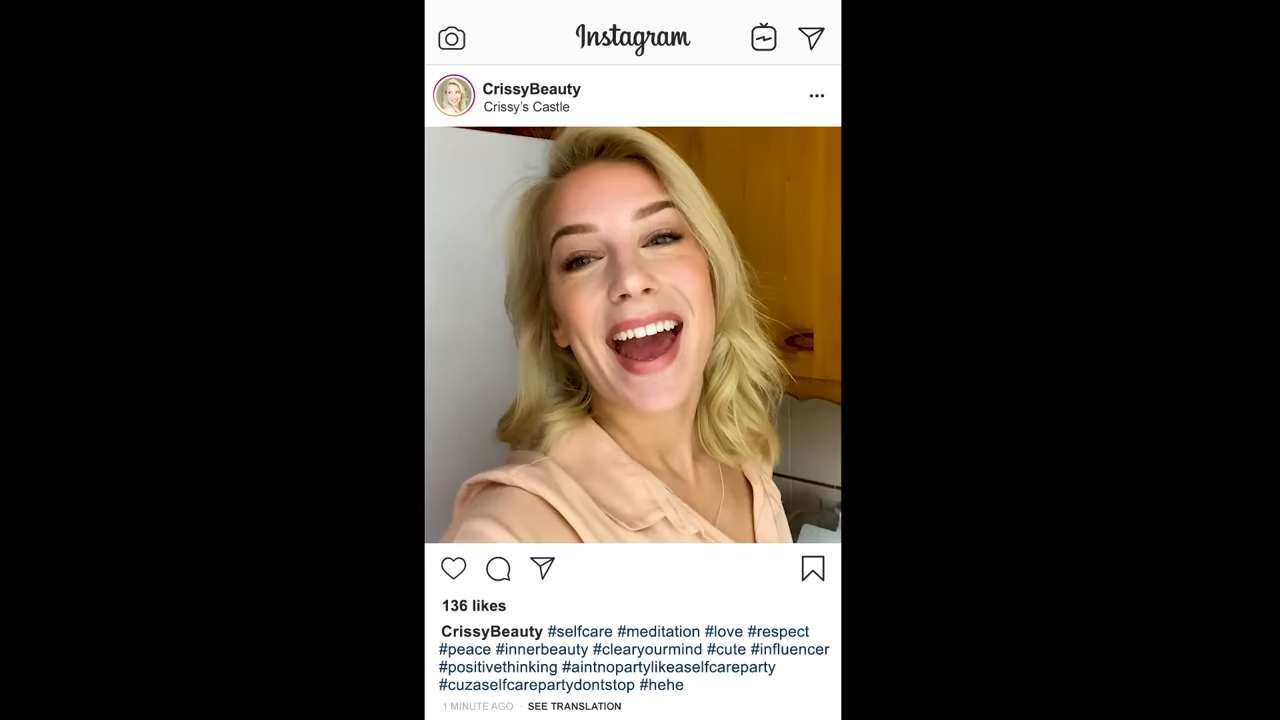 Instagram
CrissyBeauty
Crissy's Castle
136 likes
CrissyBeauty #selfcare #meditation #love #respect
#peace #innerbeauty #clearyourmind #cute #influencer
#positivethinking #aintnopartylikeaselfcareparty
#cuzaselfcarepartydontstop #hehe
1 MINUTE AGO · SEE TRANSLATION